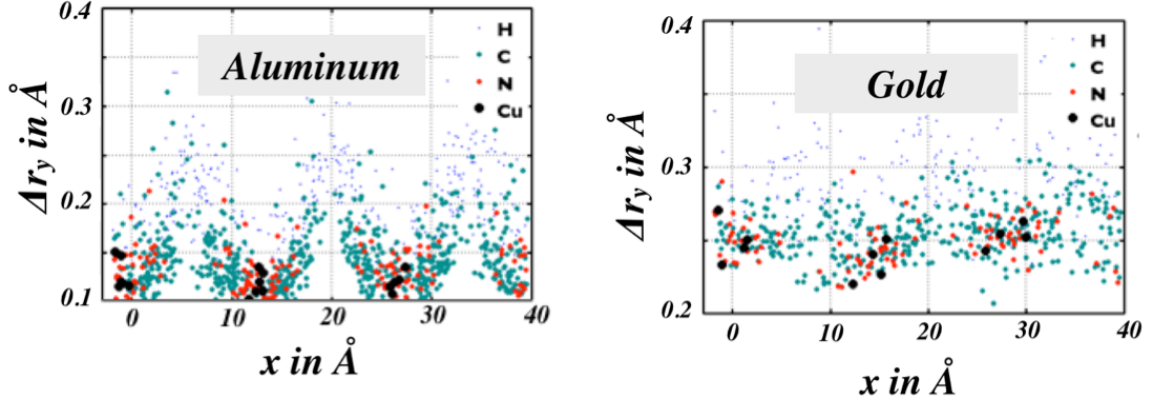 0.4
0.3
0.2
0.1
Δr_y in Å
Aluminum
H
C
N
Cu
0 10 20 30 40
x in Å
0.4
0.3
0.2
Δr_y in Å
Gold
H
C
N
Cu
0 10 20 30 40
x in Å